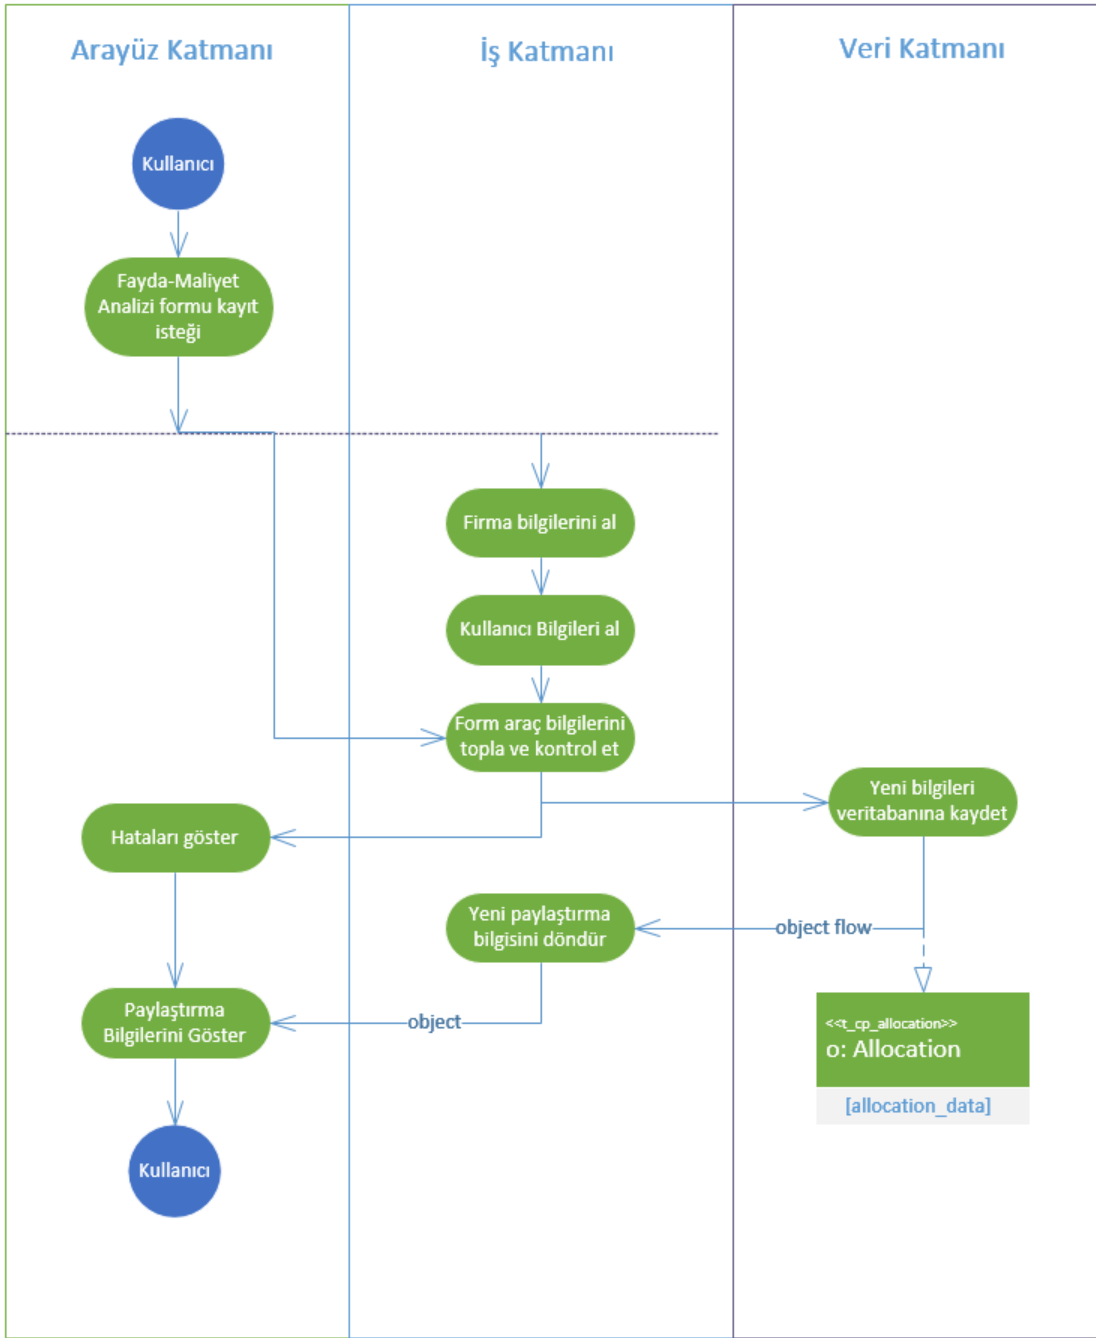 Arayüz Katmanı
İş Katmanı
Veri Katmanı
Kullanıcı
Fayda-Maliyet
Analizi formu kayıt
isteği
Firma bilgilerini al
Kullanıcı Bilgileri al
Form araç bilgilerini
topla ve kontrol et
Yeni bilgileri
veritabanına kaydet
Hataları göster
Yeni paylaştırma
bilgisini döndür
object flow
Paylaştırma
Bilgilerini Göster
object
<<t_cp_allocation>>
o: Allocation
[allocation_data]
Kullanıcı